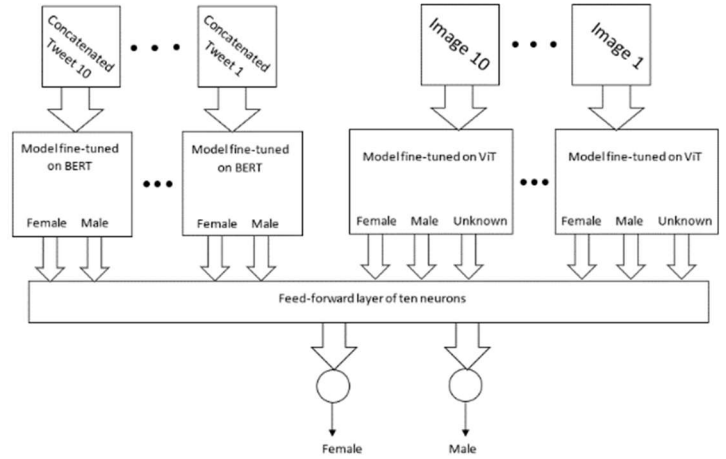 Concatenated
Tweet 10
Concatenated
Tweet 1
Image 10
Image 1
Model fine-tuned
on BERT
Female Male
Model fine-tuned
on BERT
Female Male
Model fine-tuned on ViT
Female Male Unknown
Model fine-tuned on ViT
Female Male Unknown
Feed-forward layer of ten neurons
Female
Male